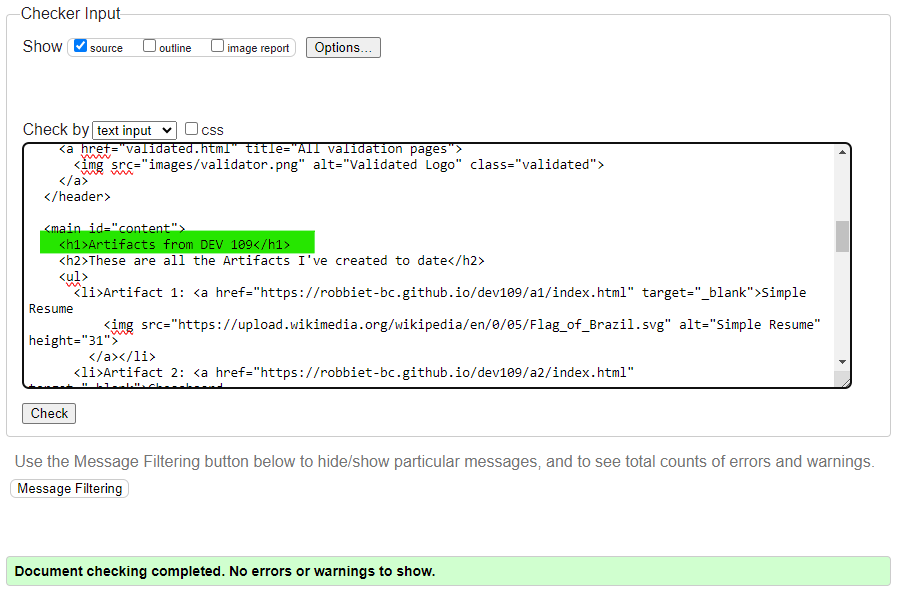 Checker Input
Show source outline image report Options...
Check by text input css
<a href="validated.html" title="All validation pages">
<img src="images/validator.png" alt="Validated Logo" class="validated">
</a>
</header>
<main id="content">
<h1>Artifacts from DEV 109</h1>
<h2>These are all the Artifacts I've created to date</h2>
<ul>
<li>Artifact 1: <a href="https://robbiet-bc.github.io/dev109/a1/index.html" target="_blank">Simple
Resume
<img src="https://upload.wikimedia.org/wikipedia/en/0/05/Flag_of_Brazil.svg" alt="Simple Resume"
height="31">
</a></li>
<li>Artifact 2: <a href="https://robbiet-bc.github.io/dev109/a2/index.html"
Check
Use the Message Filtering button below to hide/show particular messages, and to see total counts of errors and warnings.
Message Filtering
Document checking completed. No errors or warnings to show.